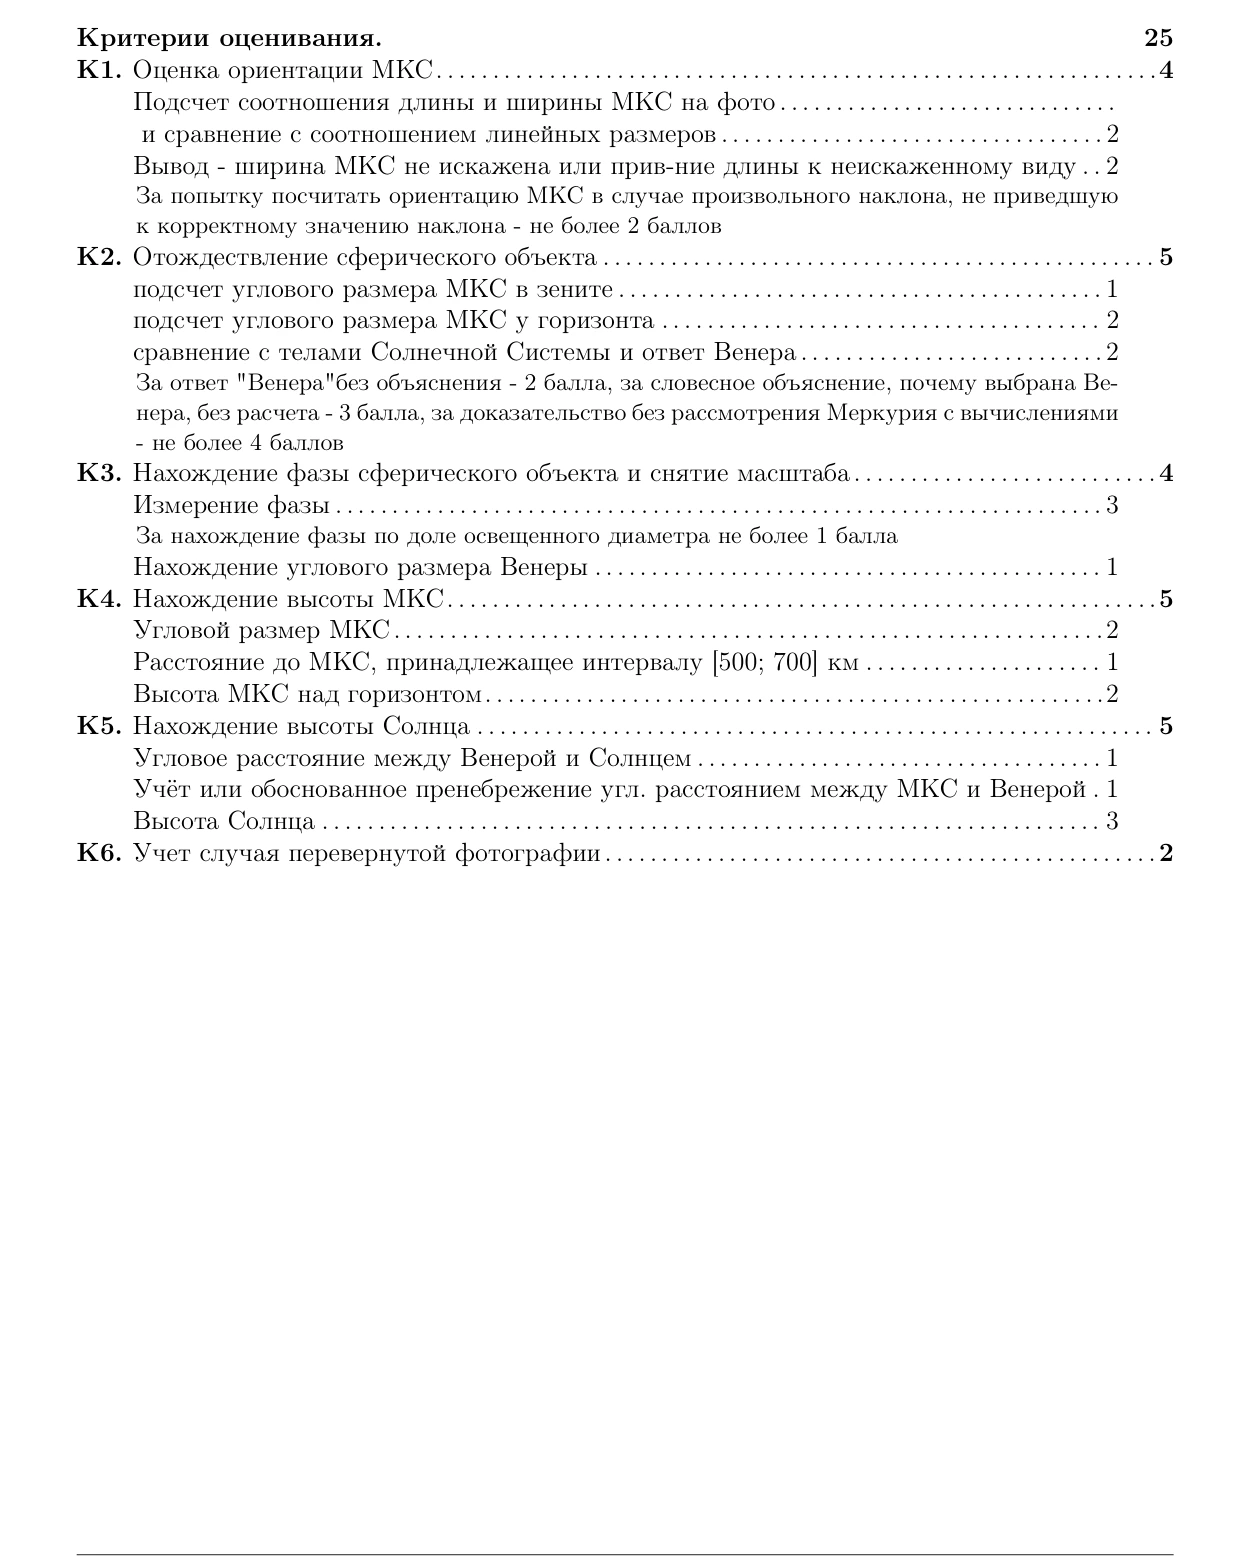 Критерии оценивания. 25
К1. Оценка ориентации МКС 4
Подсчет соотношения длины и ширины МКС на фото
и сравнение с соотношением линейных размеров 2
Вывод - ширина МКС не искажена или прив-ние длины к неискаженному виду . . 2
За попытку посчитать ориентацию МКС в случае произвольного наклона, не приведшую
к корректному значению наклона - не более 2 баллов
К2. Отождествление сферического объекта 5
подсчет углового размера МКС в зените 1
подсчет углового размера МКС у горизонта 2
сравнение с телами Солнечной Системы и ответ Венера 2
За ответ "Венера"без объяснения - 2 балла, за словесное объяснение, почему выбрана Ве-
нера, без расчета - 3 балла, за доказательство без рассмотрения Меркурия с вычислениями
- не более 4 баллов
К3. Нахождение фазы сферического объекта и снятие масштаба 4
Измерение фазы 3
За нахождение фазы по доле освещенного диаметра не более 1 балла
Нахождение углового размера Венеры 1
К4. Нахождение высоты МКС 5
Угловой размер МКС 2
Расстояние до МКС, принадлежащее интервалу [500; 700] км 1
Высота МКС над горизонтом 2
К5. Нахождение высоты Солнца 5
Угловое расстояние между Венерой и Солнцем 1
Учёт или обоснованное пренебрежение угл. расстоянием между МКС и Венерой . 1
Высота Солнца 3
К6. Учет случая перевернутой фотографии 2